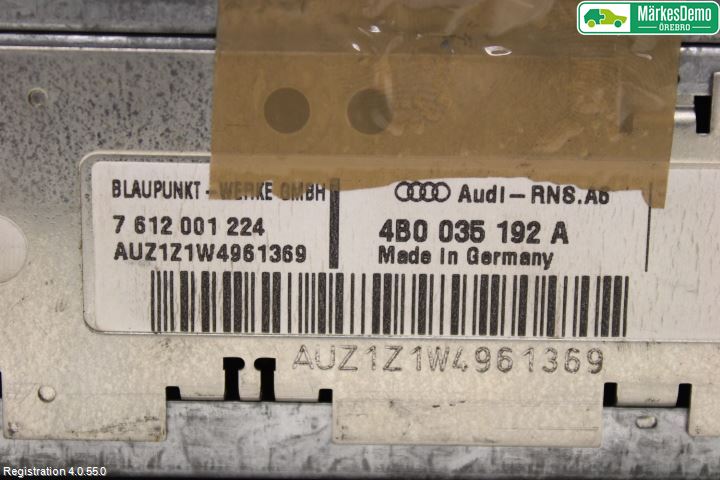 MärkesDemo
ÖREBRO
BLAUPUNKT - WERKE GMBH
Audi-RNS.A6
7 612 001 224
4B0 035 192 A
AUZ1Z1W4961369
Made in Germany
AUZ1Z1W4961369
Registration 4.0.55.0